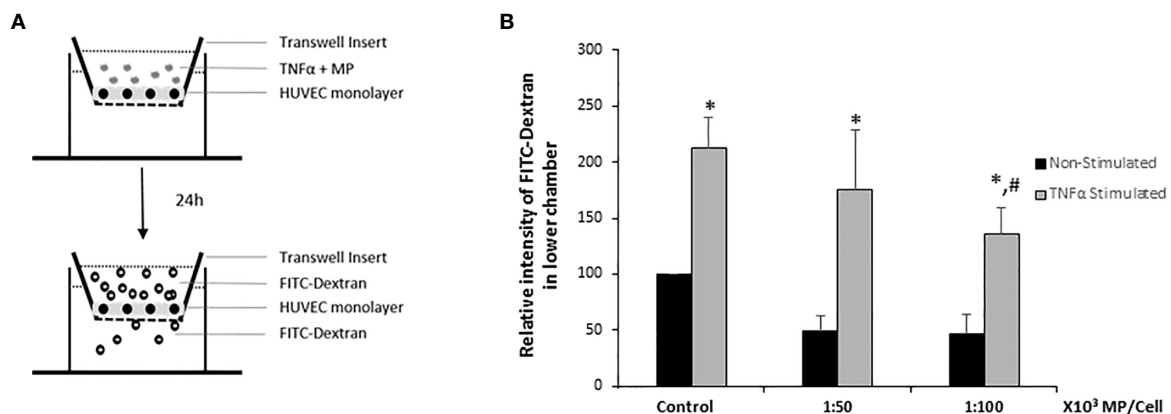 A
Transwell Insert
TNFα + MP
HUVEC monolayer
24h
Transwell Insert
FITC-Dextran
HUVEC monolayer
FITC-Dextran
B
Relative intensity of FITC-Dextran
in lower chamber
300
250
200
150
100
50
0
*
*
*,#
Non-Stimulated
TNFα Stimulated
Control
1:50
1:100
X10³ MP/Cell